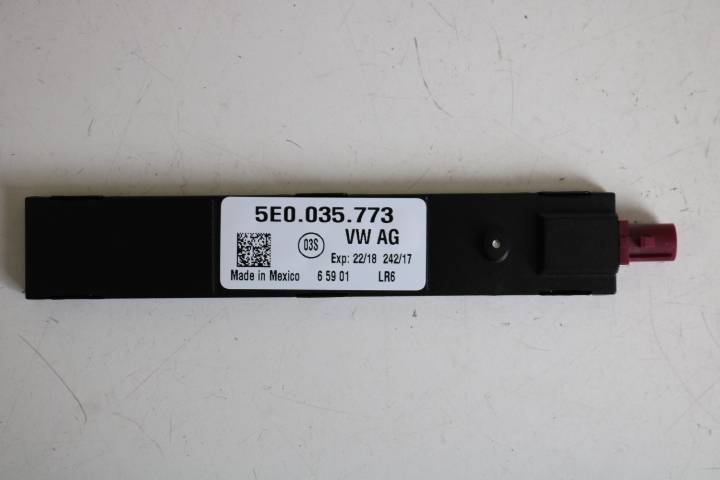 5E0.035.773
03S
VW AG
Exp: 22/18 242/17
Made in Mexico 6 59 01 LR6